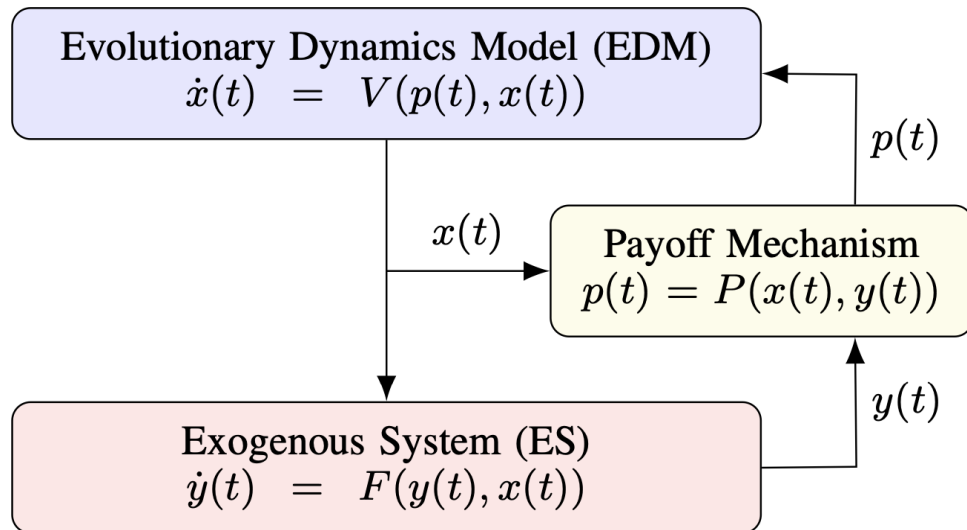 Evolutionary Dynamics Model (EDM)
ẋ(t) = V(p(t), x(t))
p(t)
x(t)
Payoff Mechanism
p(t) = P(x(t), y(t))
y(t)
Exogenous System (ES)
ẏ(t) = F(y(t), x(t))